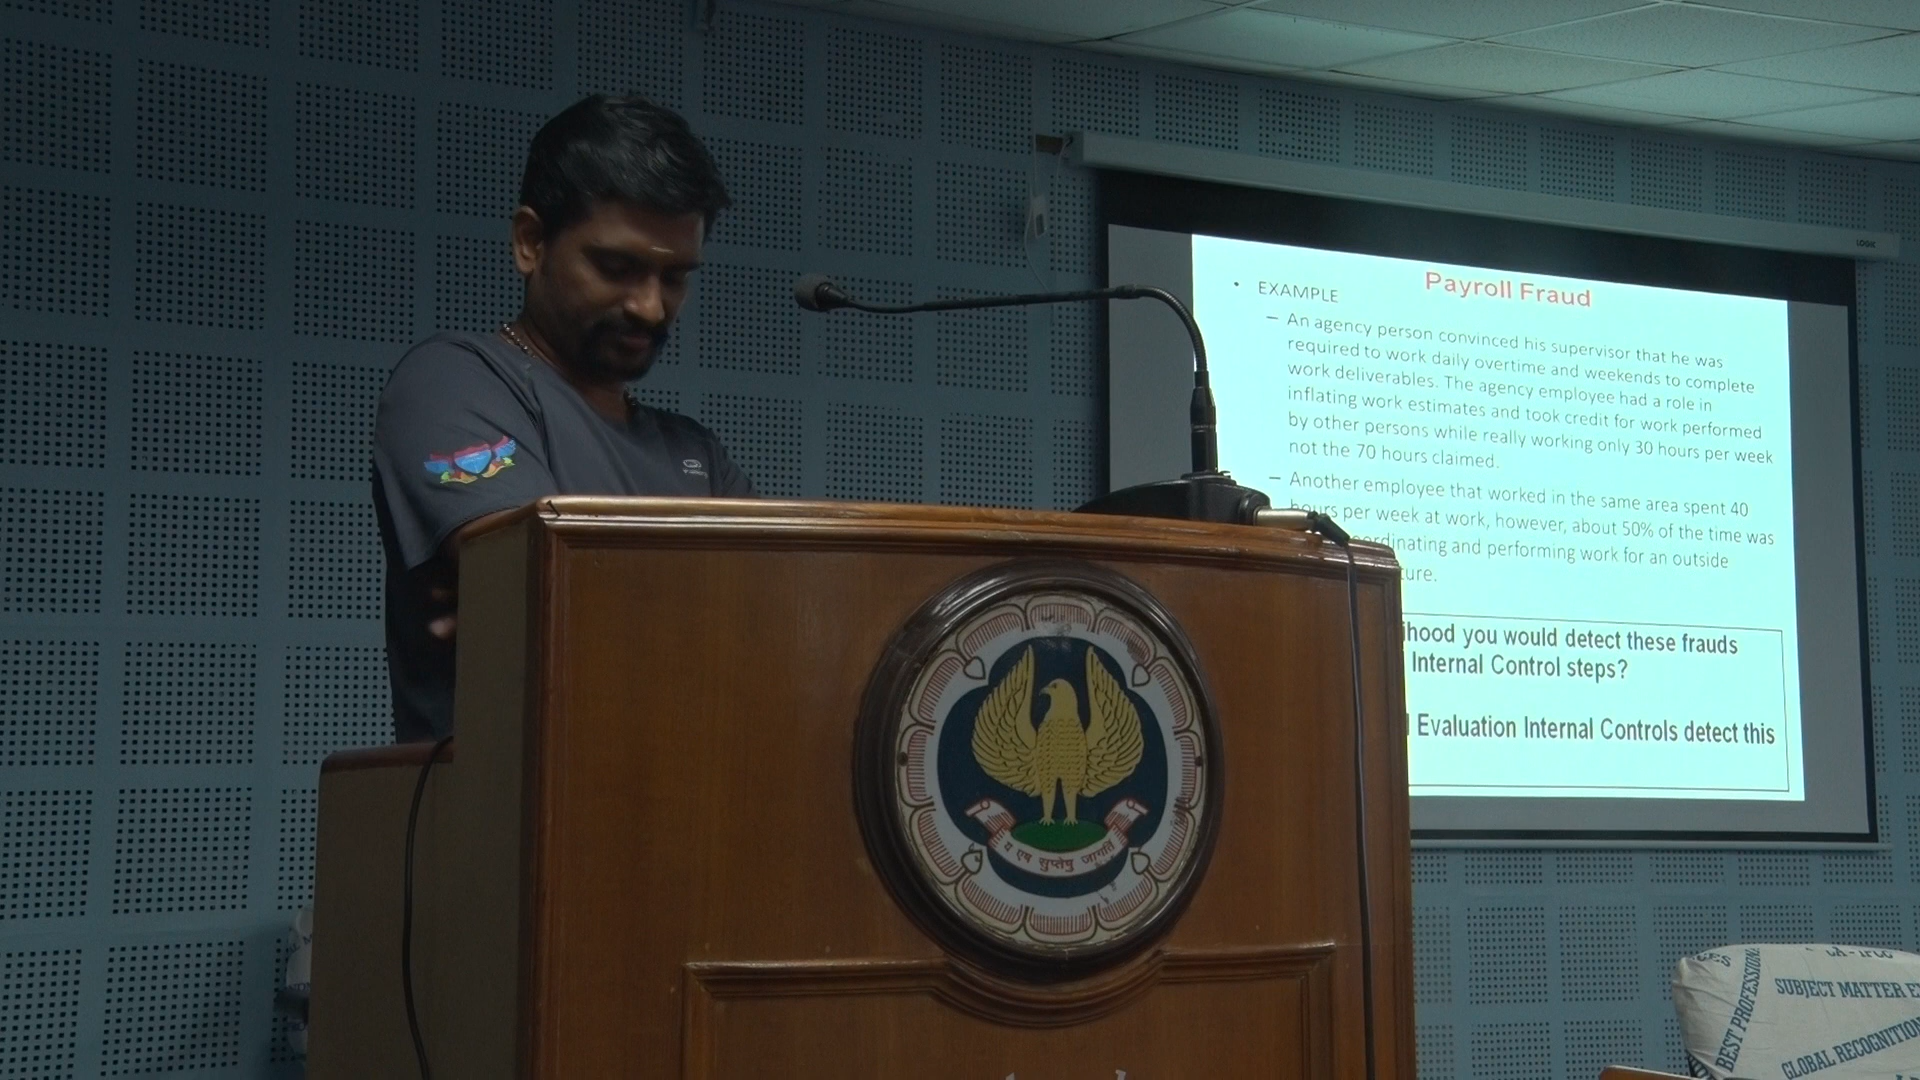 LOGIC
Payroll Fraud
• EXAMPLE
– An agency person convinced his supervisor that he was
required to work daily overtime and weekends to complete
work deliverables. The agency employee had a role in
inflating work estimates and took credit for work performed
by other persons while really working only 30 hours per week
not the 70 hours claimed.
– Another employee that worked in the same area spent 40
hours per week at work, however, about 50% of the time was
ordinating and performing work for an outside
ture.
ihood you would detect these frauds
Internal Control steps?
Evaluation Internal Controls detect this
य एष सुप्तेषु जागर्ति
BEST PROFESSION
SUBJECT MATTER E
GLOBAL RECOGNITION